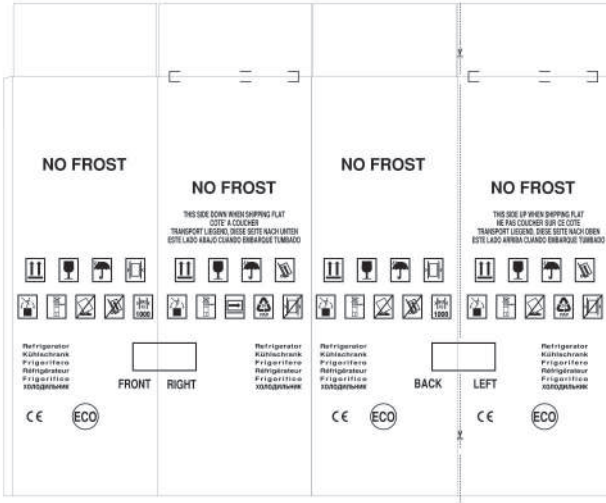 NO FROST
Refrigerator
Kühlschrank
Frigorifero
Réfrigérateur
Frigorifico
холодильник
FRONT
CE
ECO
1000
NO FROST
THIS SIDE DOWN WHEN SHIPPING FLAT
COTE' A COUCHER
TRANSPORT LIEGEND, DIESE SEITE NACH UNTEN
ESTE LADO ABAJO CUANDO EMBARQUE TUMBADO
RIGHT
Refrigerator
Kühlschrank
Frigorifero
Réfrigérateur
Frigorifico
холодильник
NO FROST
1000
Refrigerator
Kühlschrank
Frigorifero
Réfrigérateur
Frigorifico
холодильник
BACK
CE
ECO
NO FROST
THIS SIDE UP WHEN SHIPPING FLAT
NE PAS COUCHER SUR CE COTE
TRANSPORT LIEGEND, DIESE SEITE NACH OBEN
ESTE LADO ARRIBA CUANDO EMBARQUE TUMBADO
LEFT
Refrigerator
Kühlschrank
Frigorifero
Réfrigérateur
Frigorifico
холодильник
CE
ECO